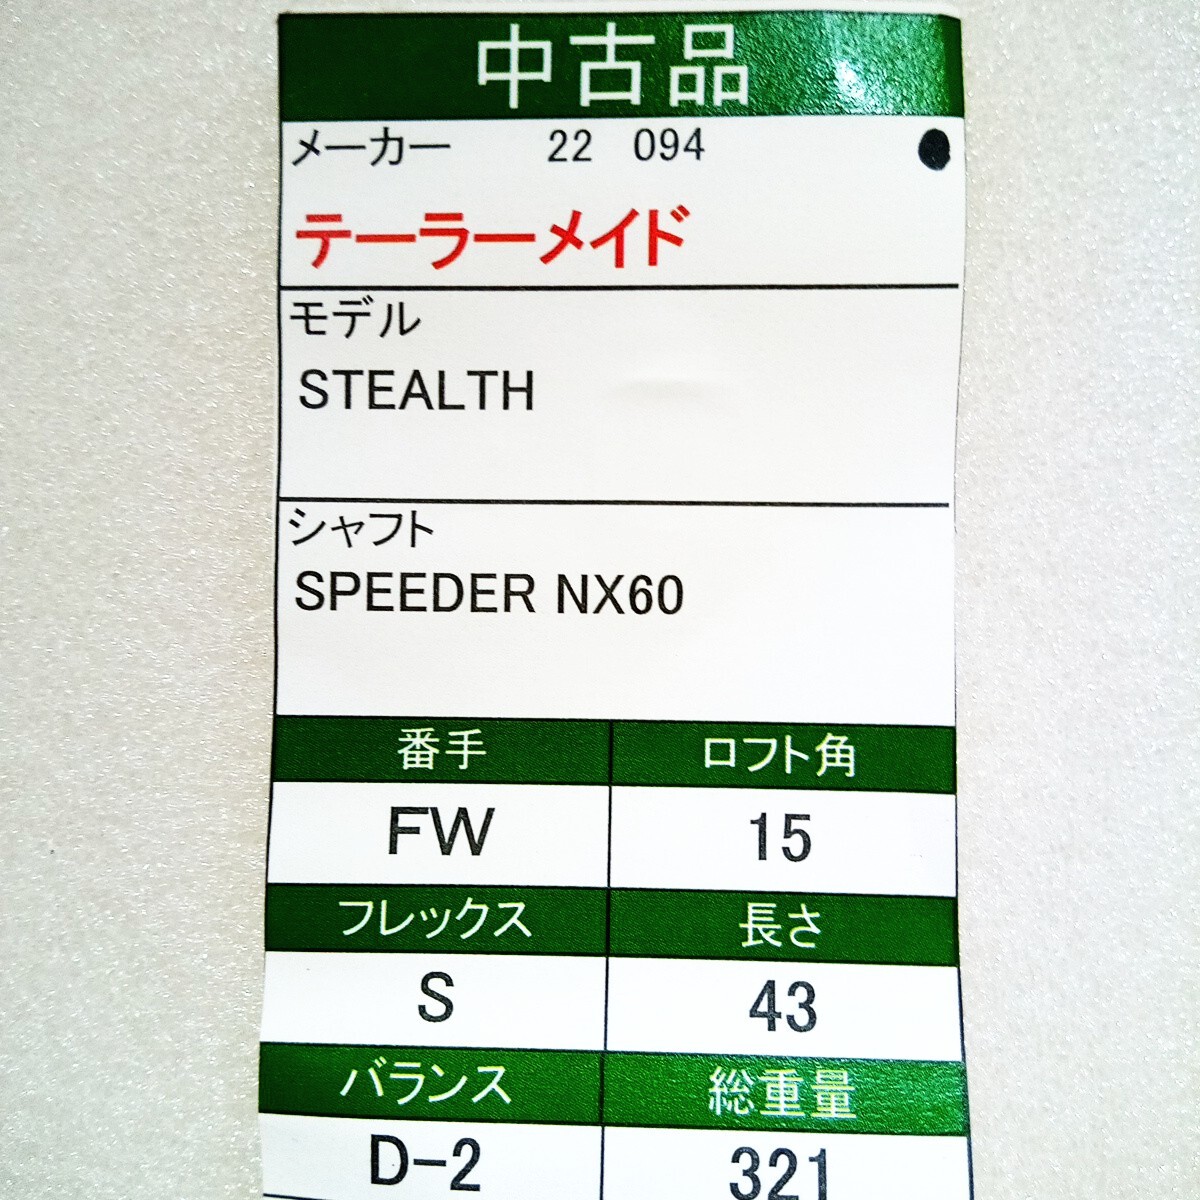 中古品
メーカー 22 094
テーラーメイド
モデル
STEALTH
シャフト
SPEEDER NX60
番手 ロフト角
FW 15
フレックス 長さ
S 43
バランス 総重量
D-2 321